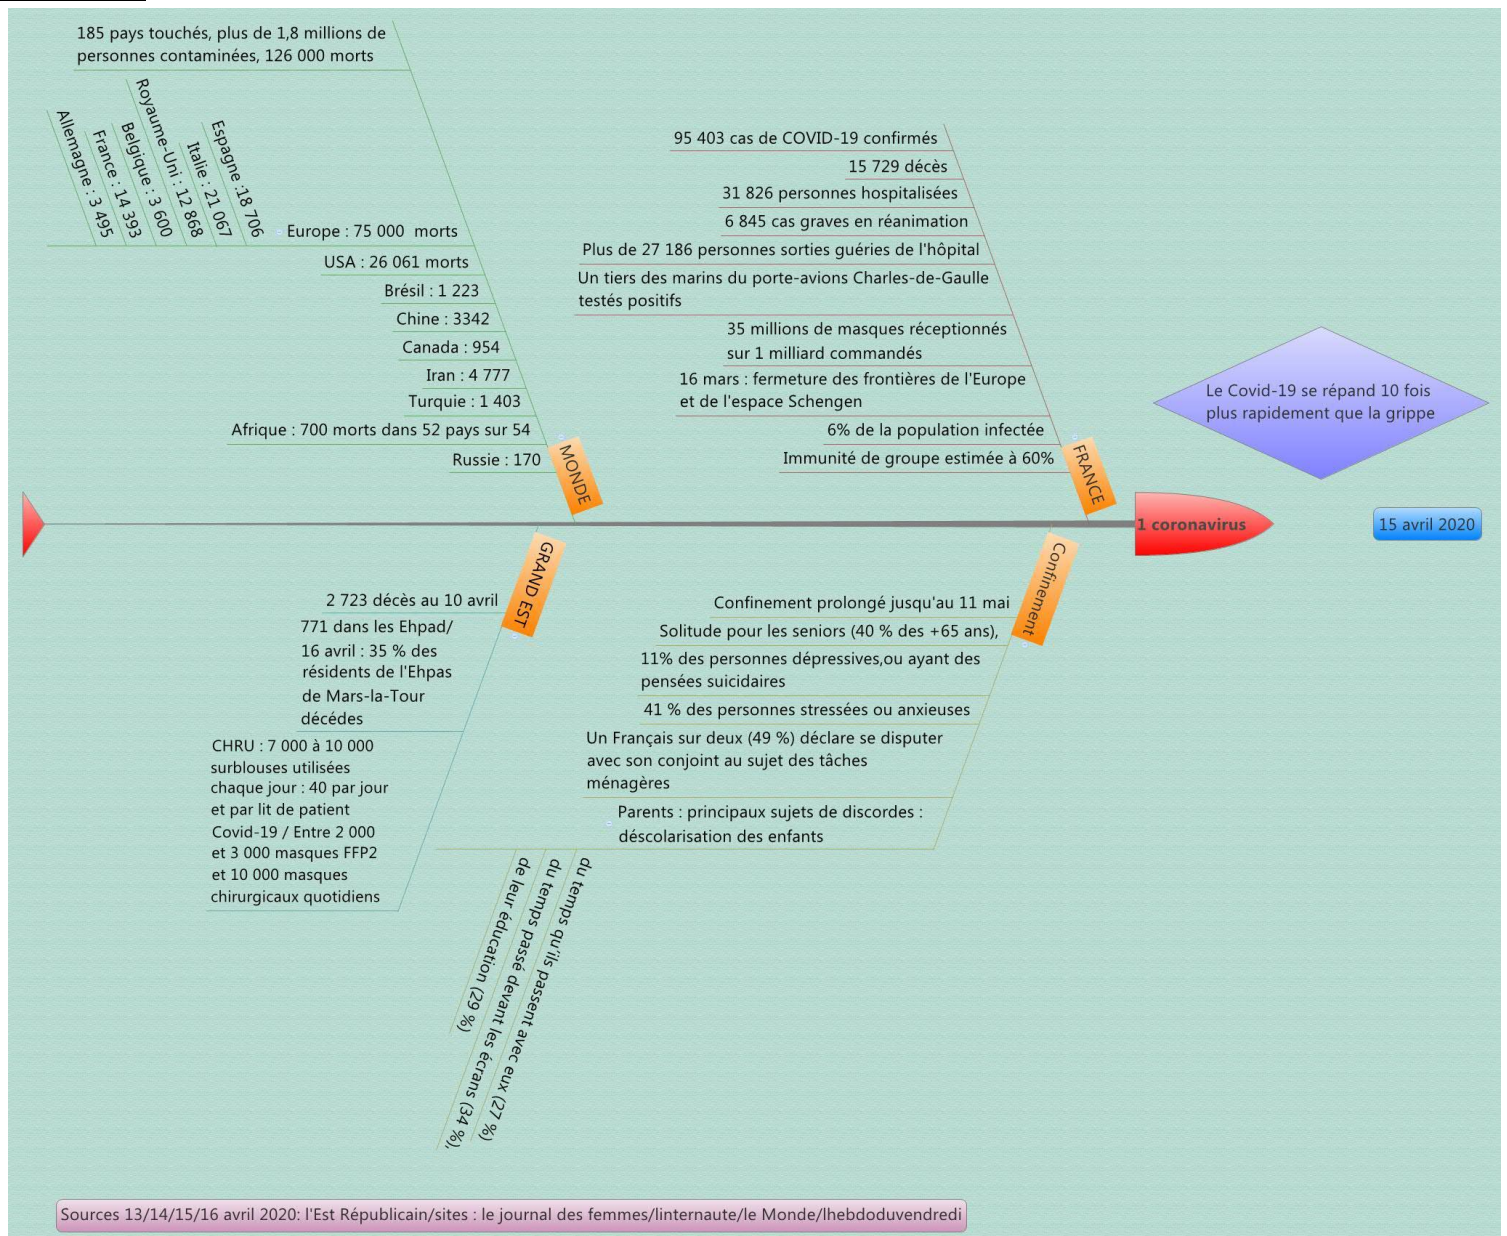 185 pays touchés, plus de 1,8 millions de
personnes contaminées, 126 000 morts
Allemagne : 3 495
France : 14 393
Belgique : 3 600
Royaume-Uni : 12 868
Italie : 21 067
Espagne :18 706
Europe : 75 000  morts
USA : 26 061 morts
Brésil : 1 223
Chine : 3342
Canada : 954
Iran : 4 777
Turquie : 1 403
Afrique : 700 morts dans 52 pays sur 54
Russie : 170
MONDE
95 403 cas de COVID-19 confirmés
15 729 décès
31 826 personnes hospitalisées
6 845 cas graves en réanimation
Plus de 27 186 personnes sorties guéries de l'hôpital
Un tiers des marins du porte-avions Charles-de-Gaulle
testés positifs
35 millions de masques réceptionnés
sur 1 milliard commandés
16 mars : fermeture des frontières de l'Europe
et de l'espace Schengen
6% de la population infectée
Immunité de groupe estimée à 60%
FRANCE
Le Covid-19 se répand 10 fois
plus rapidement que la grippe
1 coronavirus
15 avril 2020
GRAND EST
2 723 décès au 10 avril
771 dans les Ehpad/
16 avril : 35 % des
résidents de l'Ehpas
de Mars-la-Tour
décédes
CHRU : 7 000 à 10 000
surblouses utilisées
chaque jour : 40 par jour
et par lit de patient
Covid-19 / Entre 2 000
et 3 000 masques FFP2
et 10 000 masques
chirurgicaux quotidiens
Confinement
Confinement prolongé jusqu'au 11 mai
Solitude pour les seniors (40 % des +65 ans),
11% des personnes dépressives,ou ayant des
pensées suicidaires
41 % des personnes stressées ou anxieuses
Un Français sur deux (49 %) déclare se disputer
avec son conjoint au sujet des tâches
ménagères
Parents : principaux sujets de discordes :
déscolarisation des enfants
de leur éducation (29 %)
du temps passé devant les écrans (34 %),
du temps qu'ils passent avec eux (27 %)
Sources 13/14/15/16 avril 2020: l'Est Républicain/sites : le journal des femmes/linternaute/le Monde/lhebdoduvendredi